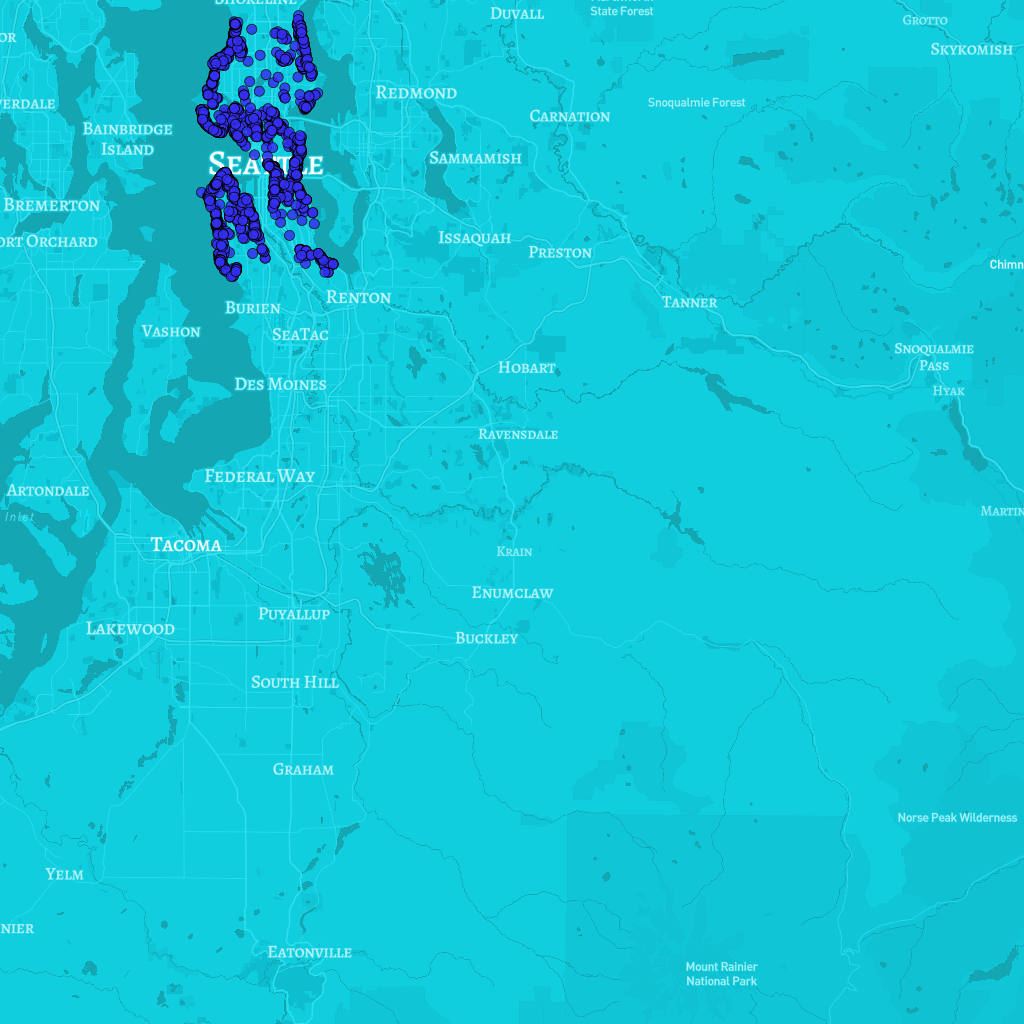 SHORELINE
DUVALL
State Forest
GROTTO
OR
SKYKOMISH
REDMOND
VERDALE
Snoqualmie Forest
CARNATION
BAINBRIDGE
ISLAND
SEATTLE
SAMMAMISH
BREMERTON
ORT ORCHARD
ISSAQUAH
PRESTON
Chimn
RENTON
TANNER
BURIEN
VASHON
SEATAC
SNOQUALMIE
PASS
HOBART
DES MOINES
HYAK
RAVENSDALE
FEDERAL WAY
ARTONDALE
Inlet
MARTIN
TACOMA
KRAIN
ENUMCLAW
PUYALLUP
LAKEWOOD
BUCKLEY
SOUTH HILL
GRAHAM
Norse Peak Wilderness
YELM
NIER
EATONVILLE
Mount Rainier
National Park